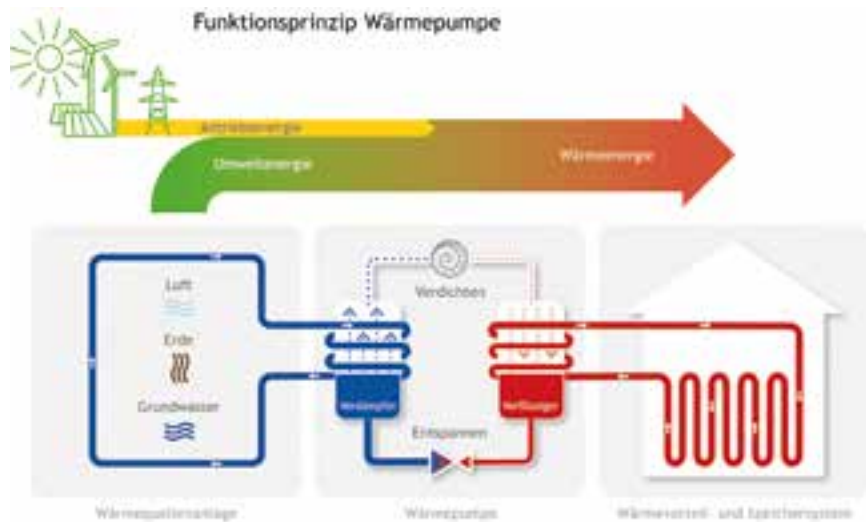 Funktionsprinzip Wärmepumpe
Antriebsenergie
Umweltenergie
Wärmeenergie
Luft
Erde
Grundwasser
Verdichten
Verdampfer
Verflüssiger
Entspannen
Wärmequellenanlage
Wärmepumpe
Wärmeverteil- und Speichersystem